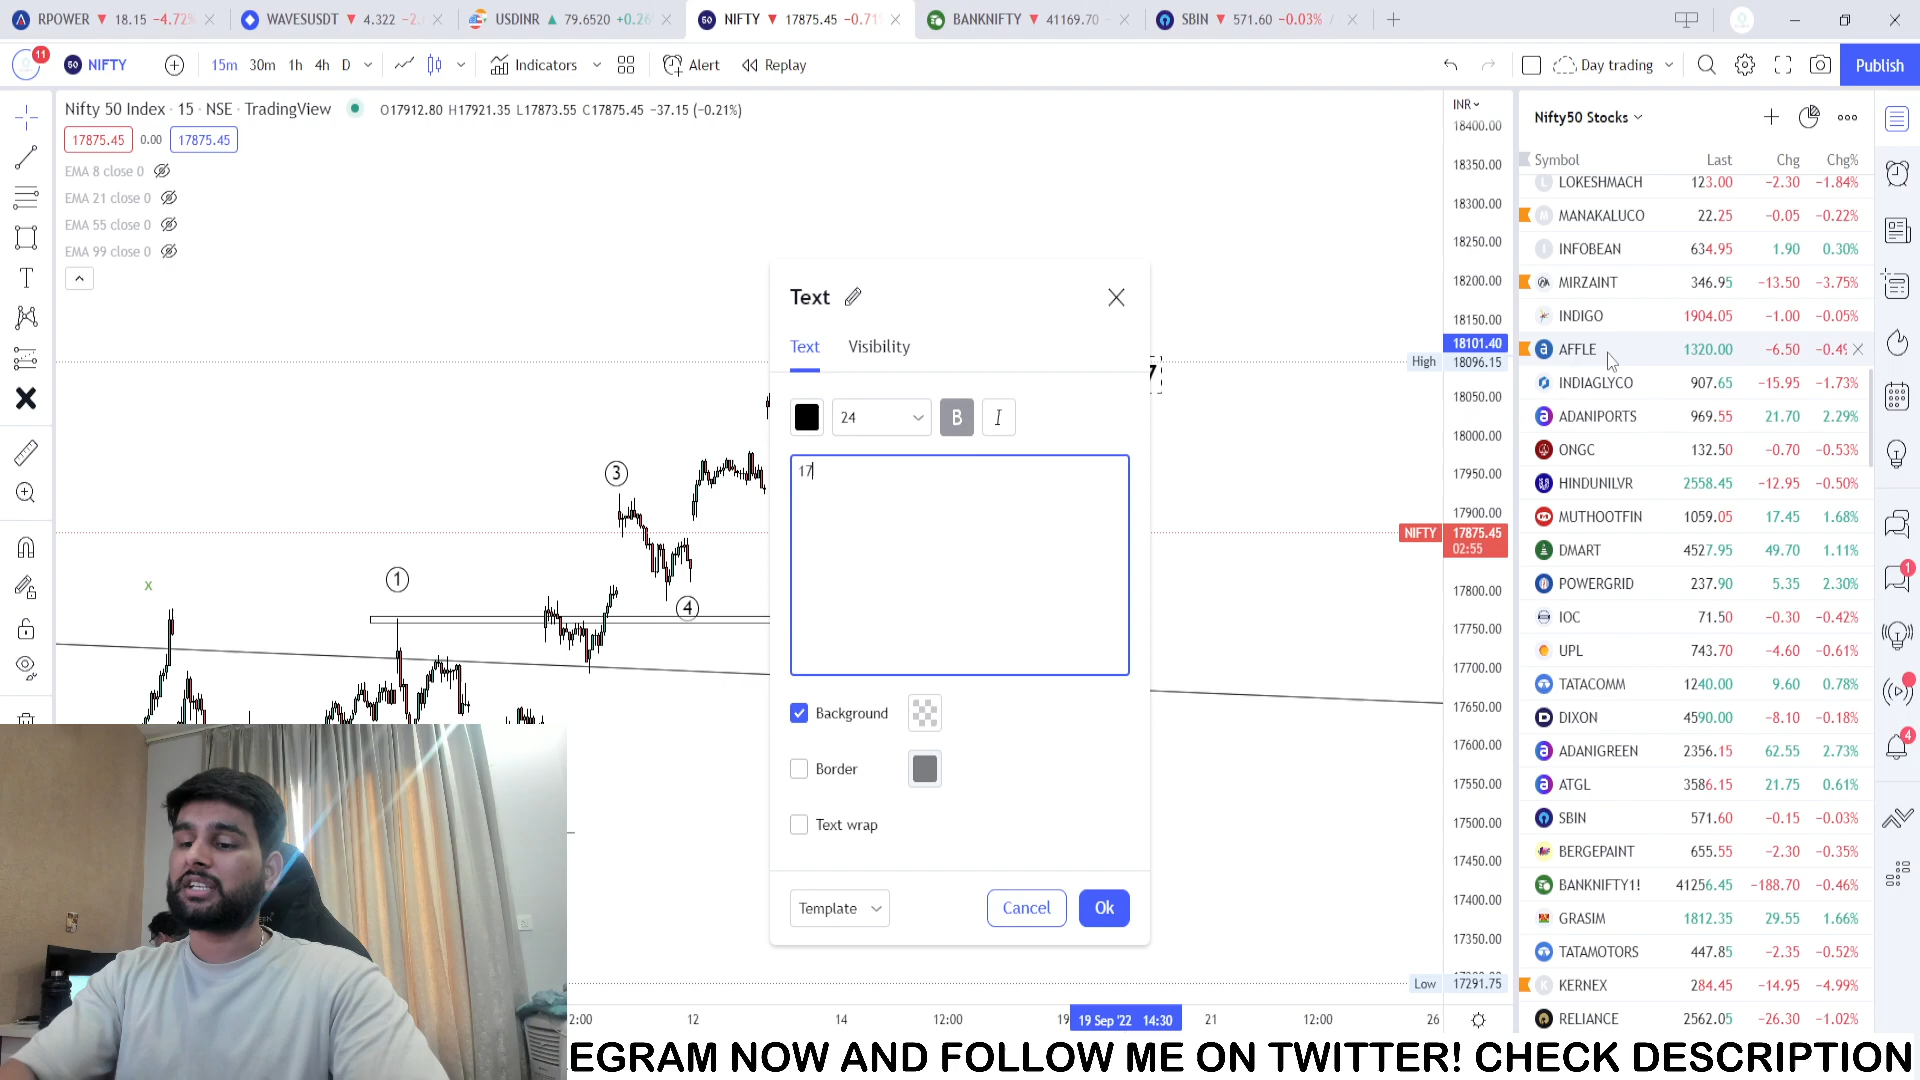 RPOWER ▼ 18.15 −4.72%
WAVESUSDT ▼ 4.322 −2.
USDINR ▲ 79.6520 +0.26
50 NIFTY ▼ 17875.45 −0.71%
BANKNIFTY ▼ 41169.70 −
SBIN ▼ 571.60 −0.03% /
11
50 NIFTY
15m 30m 1h 4h D
Indicators
Alert
Replay
Day trading
Publish
Nifty 50 Index · 15 · NSE · TradingView
O17912.80 H17921.35 L17873.55 C17875.45 −37.15 (−0.21%)
17875.45 0.00 17875.45
EMA 8 close 0
EMA 21 close 0
EMA 55 close 0
EMA 99 close 0
x
1
3
4
Text
Text Visibility
24 B I
17
Background
Border
Text wrap
Template
Cancel
Ok
INR
18400.00
18350.00
18300.00
18250.00
18200.00
18150.00
18101.40
High 18096.15
18050.00
18000.00
17950.00
17900.00
NIFTY 17875.45
02:55
17800.00
17750.00
17700.00
17650.00
17600.00
17550.00
17500.00
17450.00
17400.00
17350.00
Low 17291.75
2:00 12 14 12:00 19 19 Sep '22 14:30 21 12:00 26
Nifty50 Stocks
Symbol Last Chg Chg%
LOKESHMACH 123.00 −2.30 −1.84%
MANAKALUCO 22.25 −0.05 −0.22%
INFOBEAN 634.95 1.90 0.30%
MIRZAINT 346.95 −13.50 −3.75%
INDIGO 1904.05 −1.00 −0.05%
AFFLE 1320.00 −6.50 −0.49
INDIAGLYCO 907.65 −15.95 −1.73%
ADANIPORTS 969.55 21.70 2.29%
ONGC 132.50 −0.70 −0.53%
HINDUNILVR 2558.45 −12.95 −0.50%
MUTHOOTFIN 1059.05 17.45 1.68%
DMART 4527.95 49.70 1.11%
POWERGRID 237.90 5.35 2.30%
IOC 71.50 −0.30 −0.42%
UPL 743.70 −4.60 −0.61%
TATACOMM 1240.00 9.60 0.78%
DIXON 4590.00 −8.10 −0.18%
ADANIGREEN 2356.15 62.55 2.73%
ATGL 3586.15 21.75 0.61%
SBIN 571.60 −0.15 −0.03%
BERGEPAINT 655.55 −2.30 −0.35%
BANKNIFTY1! 41256.45 −188.70 −0.46%
GRASIM 1812.35 29.55 1.66%
TATAMOTORS 447.85 −2.35 −0.52%
KERNEX 284.45 −14.95 −4.99%
RELIANCE 2562.05 −26.30 −1.02%
1
4
EGRAM NOW AND FOLLOW ME ON TWITTER! CHECK DESCRIPTION